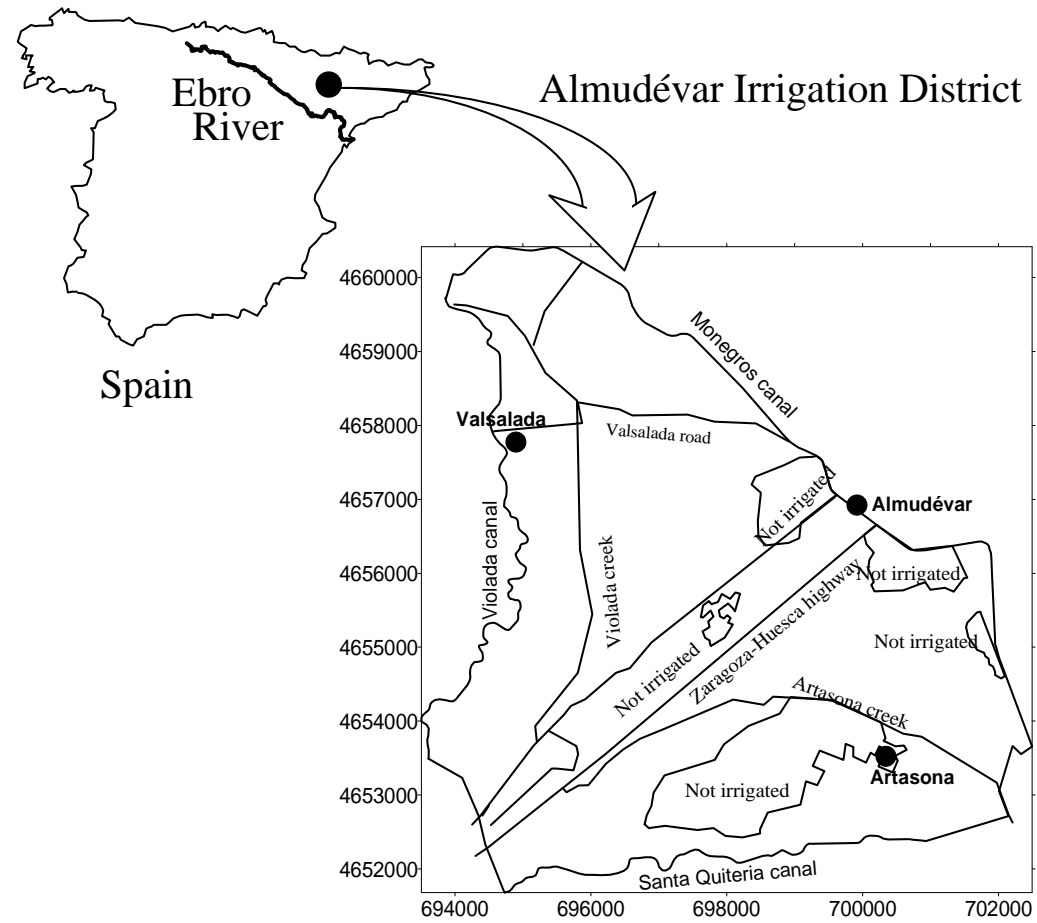 Almudévar Irrigation District
Ebro
River
Spain
4660000
4659000
4658000
4657000
4656000
4655000
4654000
4653000
4652000
694000
696000
698000
700000
702000
Monegros canal
Valsalada
Valsalada road
Not irrigated
Almudévar
Violada canal
Violada creek
Not irrigated
Zaragoza-Huesca highway
Not irrigated
Not irrigated
Artasona creek
Not irrigated
Artasona
Santa Quiteria canal